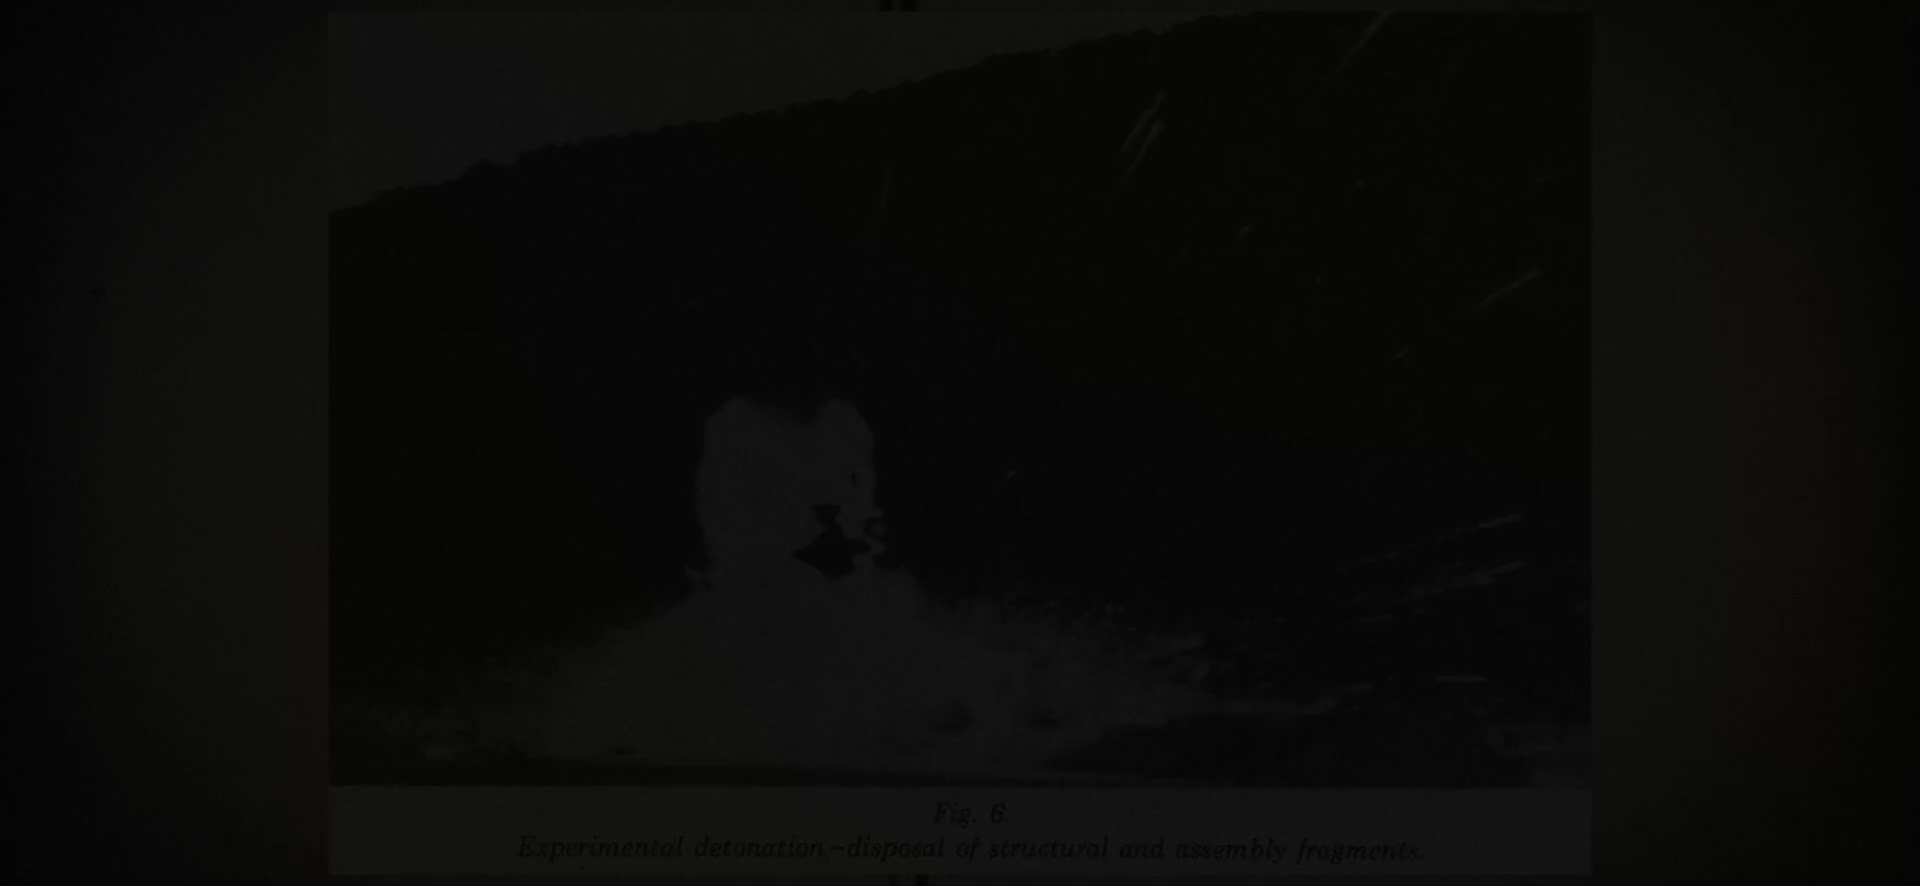 Fig. 6.
Experimental detonation—disposal of structural and assembly fragments.